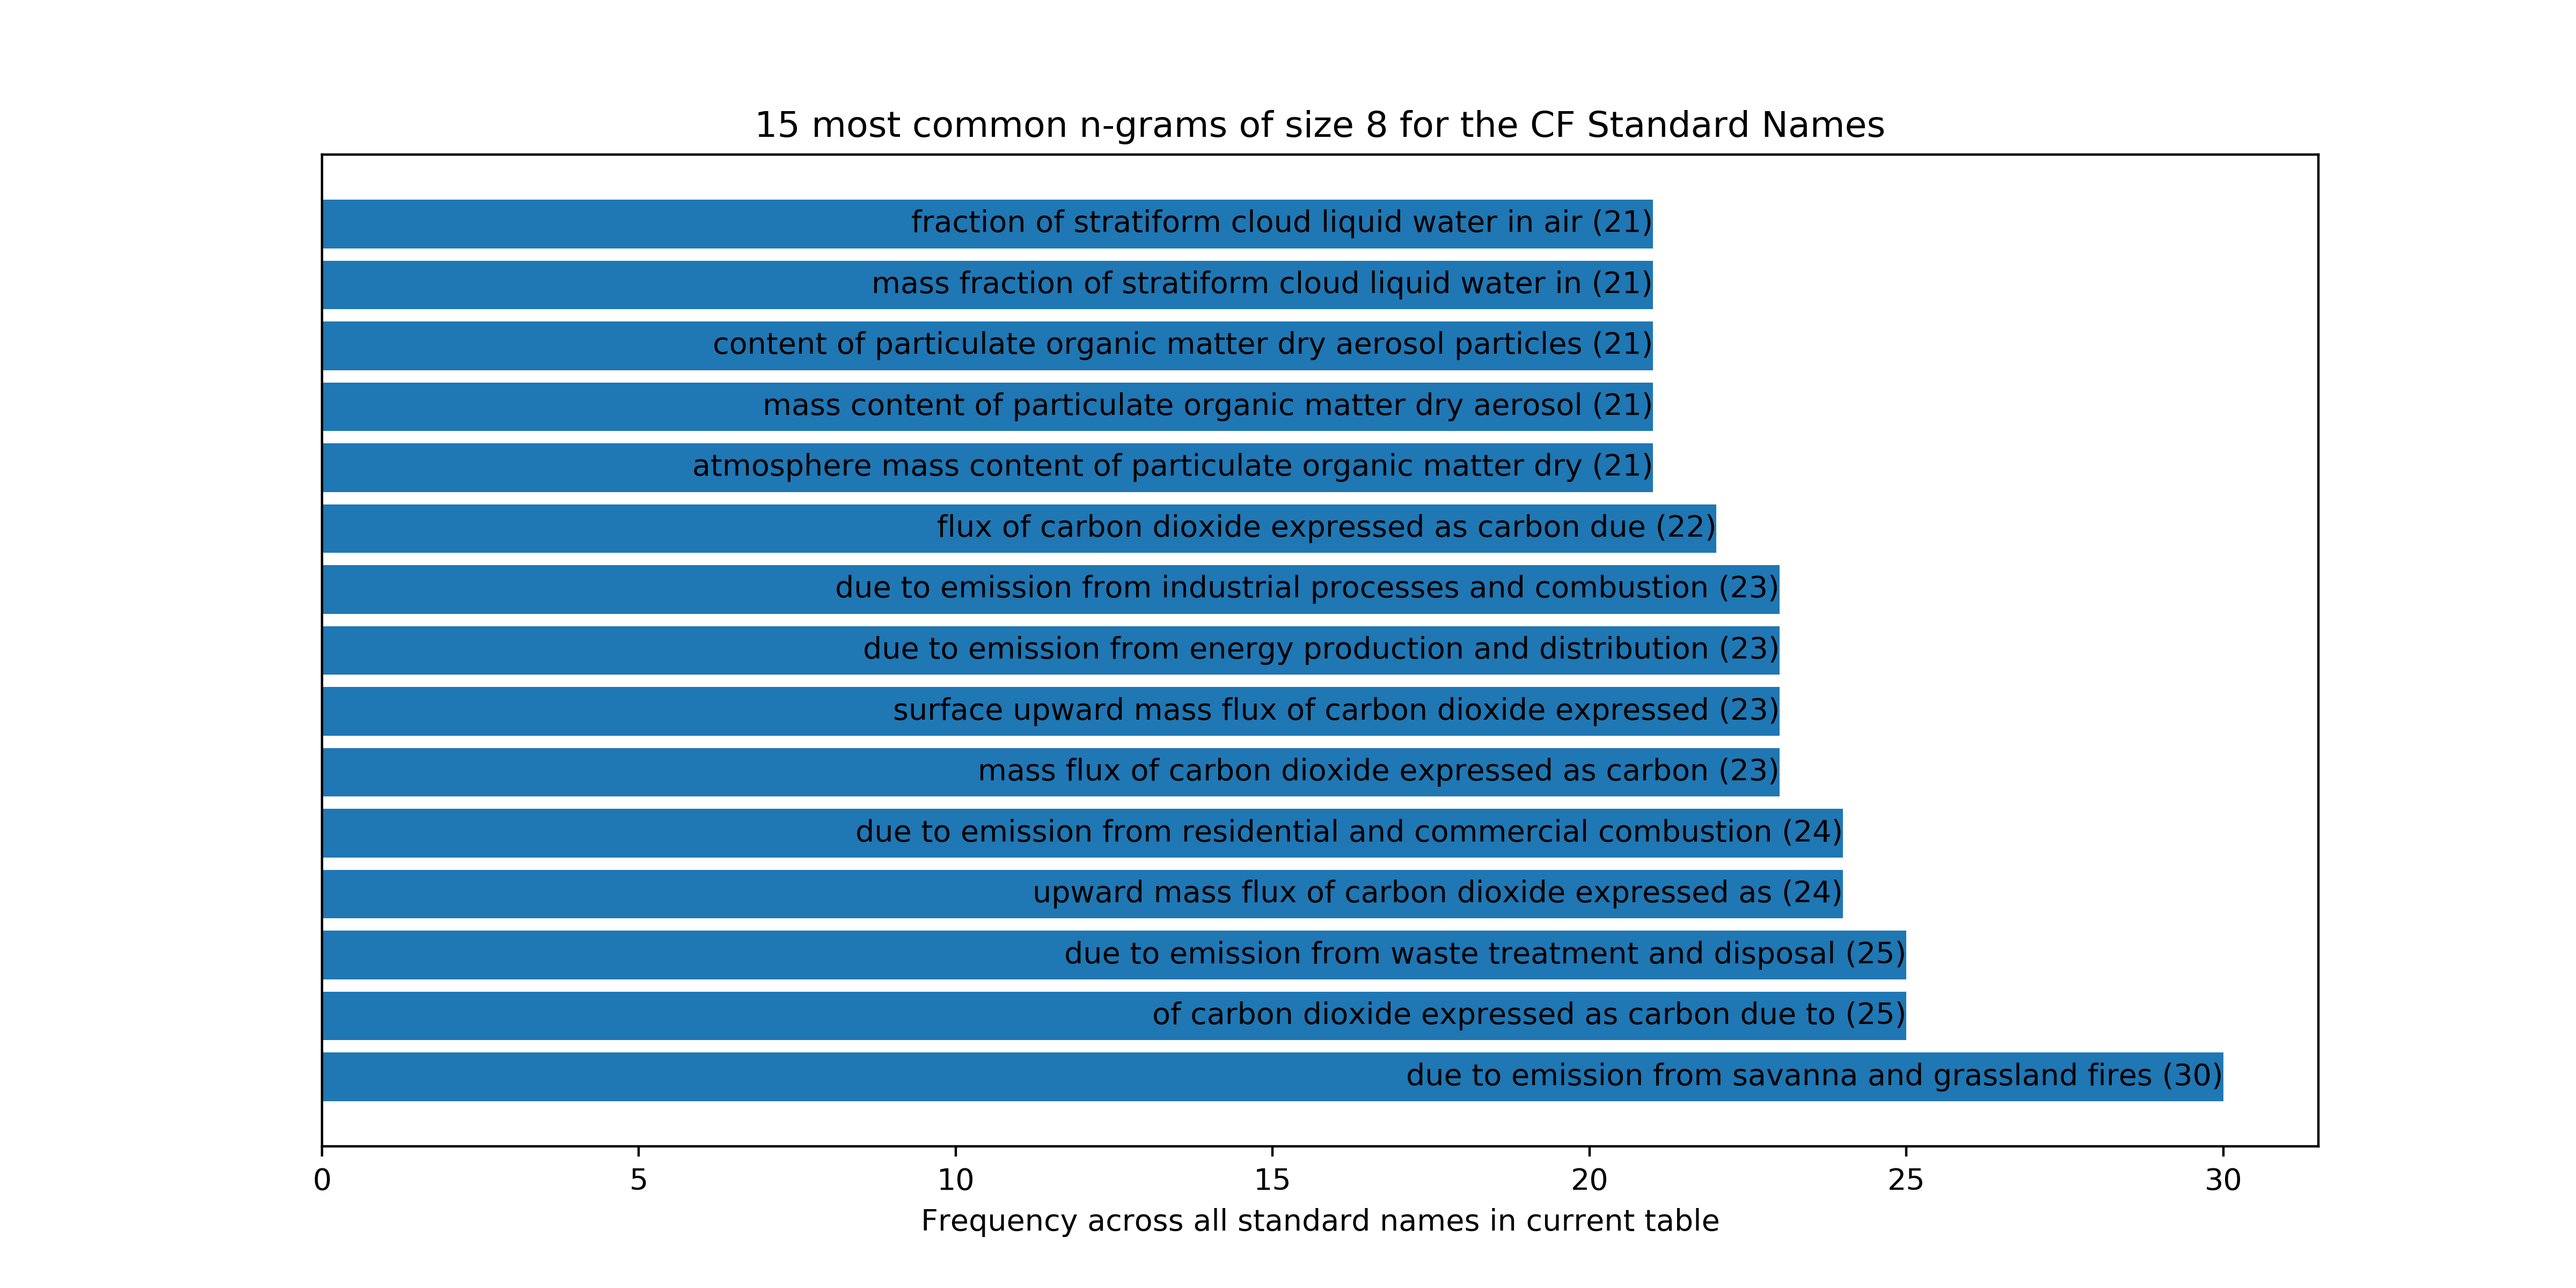 15 most common n-grams of size 8 for the CF Standard Names
fraction of stratiform cloud liquid water in air (21)
mass fraction of stratiform cloud liquid water in (21)
content of particulate organic matter dry aerosol particles (21)
mass content of particulate organic matter dry aerosol (21)
atmosphere mass content of particulate organic matter dry (21)
flux of carbon dioxide expressed as carbon due (22)
due to emission from industrial processes and combustion (23)
due to emission from energy production and distribution (23)
surface upward mass flux of carbon dioxide expressed (23)
mass flux of carbon dioxide expressed as carbon (23)
due to emission from residential and commercial combustion (24)
upward mass flux of carbon dioxide expressed as (24)
due to emission from waste treatment and disposal (25)
of carbon dioxide expressed as carbon due to (25)
due to emission from savanna and grassland fires (30)
0 5 10 15 20 25 30
Frequency across all standard names in current table